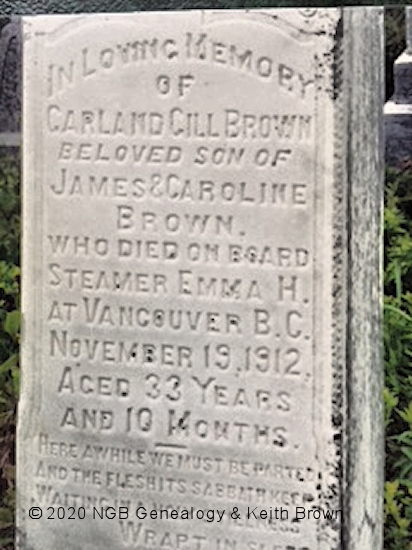 IN LOVING MEMORY
OF
GARLAND GILL BROWN
BELOVED SON OF
JAMES & CAROLINE
BROWN.
WHO DIED ON BOARD
STEAMER EMMA H.
AT VANCOUVER B.C.
NOVEMBER 19, 1912.
AGED 33 YEARS
AND 10 MONTHS.
HERE AWHILE WE MUST BE PARTED
AND THE FLESH ITS SABBATH KEEP
WAITING IN
WRAPT IN
©2020 NGB Genealogy & Keith Brown